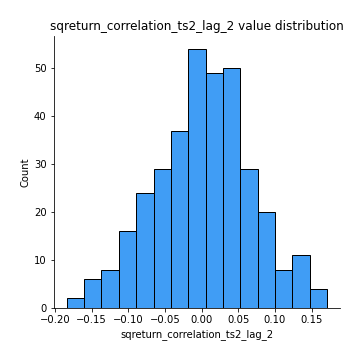 sqreturn_correlation_ts2_lag_2 value distribution
50
40
30
20
10
0
Count
−0.20 −0.15 −0.10 −0.05 0.00 0.05 0.10 0.15
sqreturn_correlation_ts2_lag_2